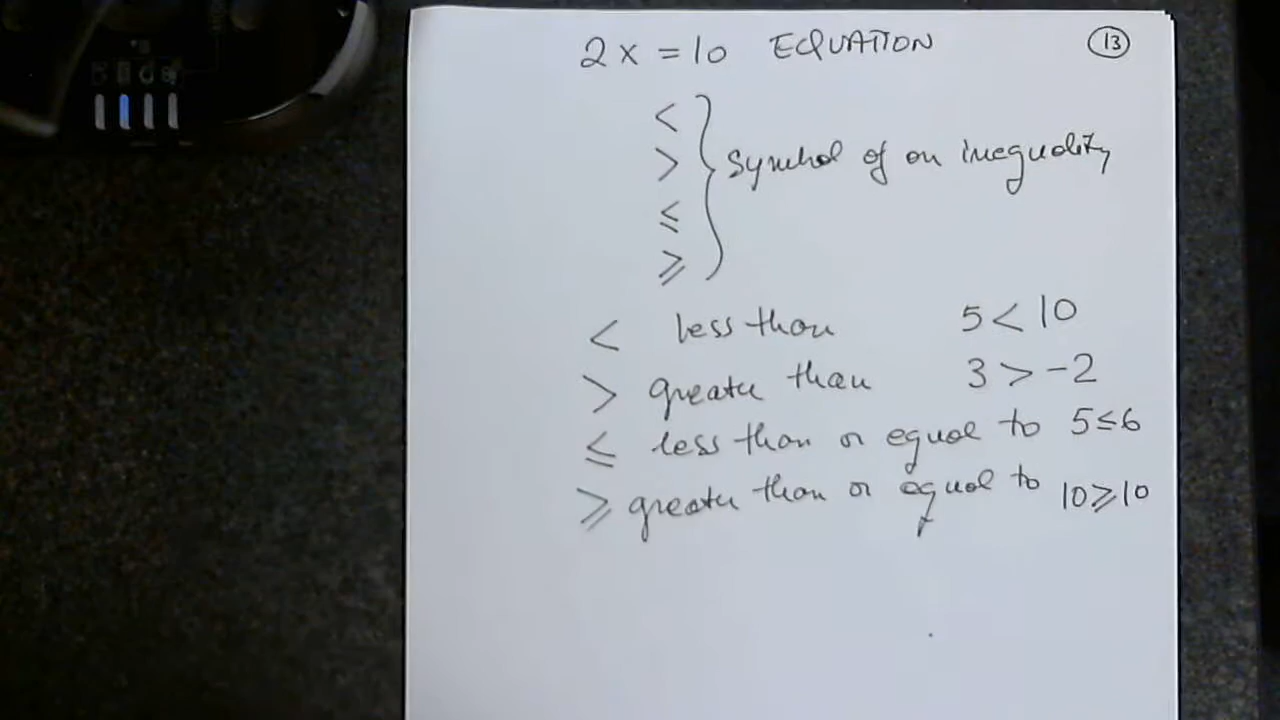 2x = 10 EQUATION 13
<
> Symbol of an inequality
≤
≥
< less than 5 < 10
> greater than 3 > -2
≤ less than or equal to 5 ≤ 6
≥ greater than or equal to 10 ≥ 10